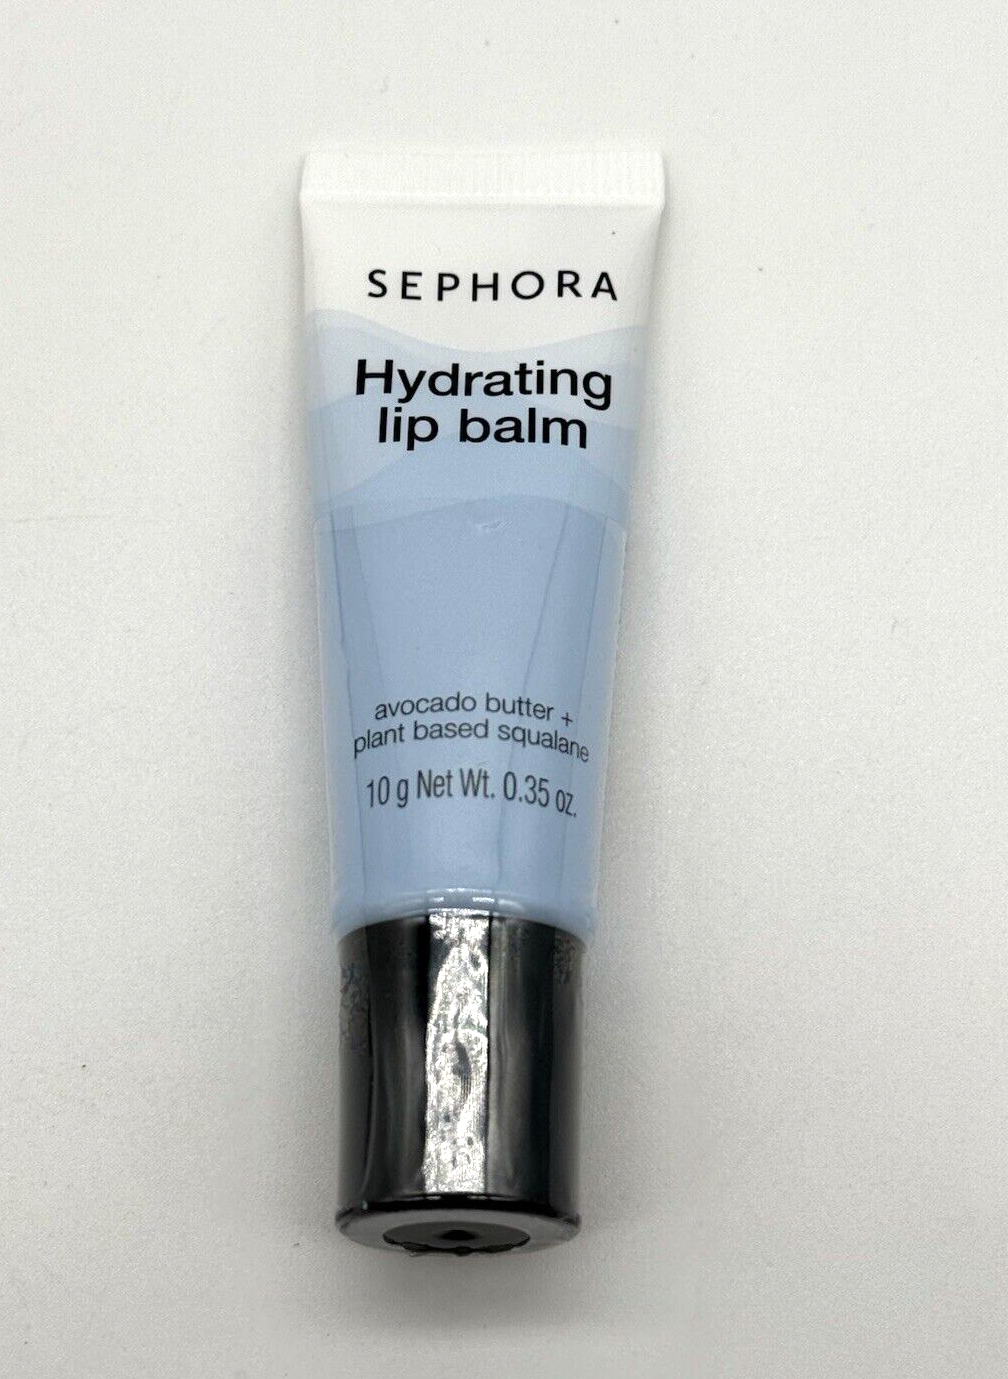 SEPHORA
Hydrating
lip balm
avocado butter +
plant based squalane
10 g Net Wt. 0.35 oz.